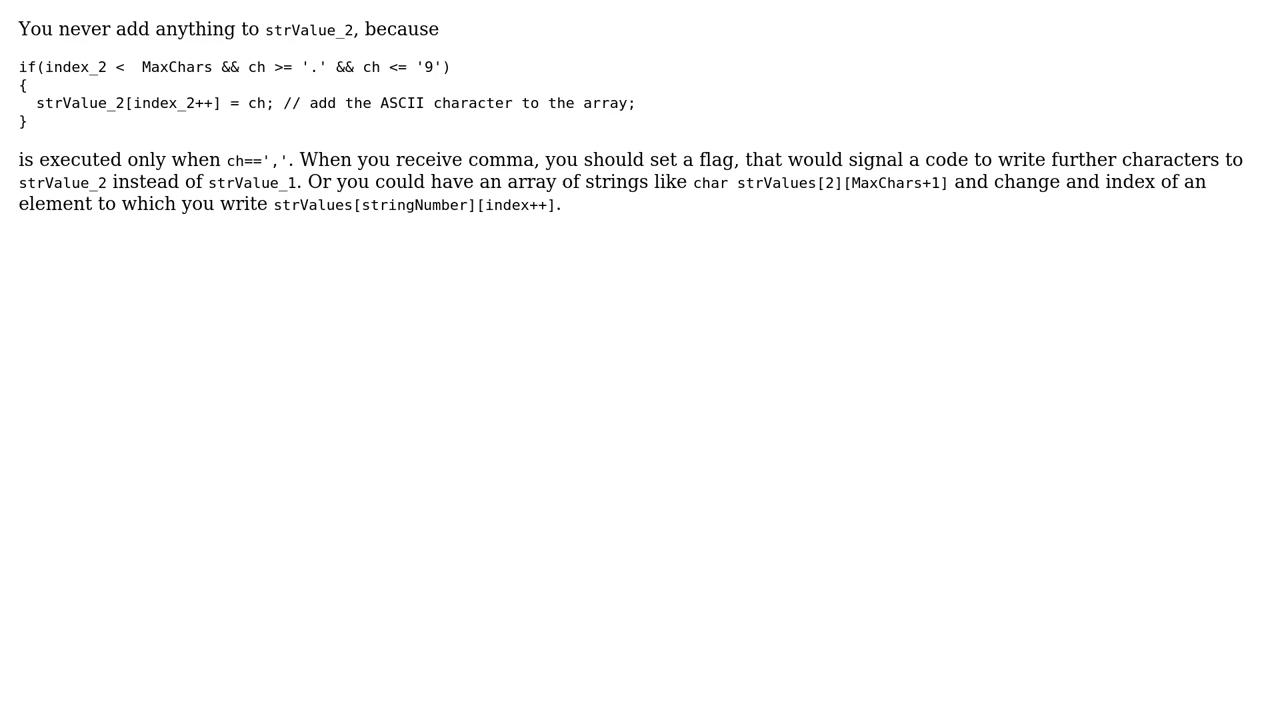 You never add anything to strValue_2, because
if(index_2 <  MaxChars && ch >= '.' && ch <= '9')
{
  strValue_2[index_2++] = ch; // add the ASCII character to the array;
}
is executed only when ch==','. When you receive comma, you should set a flag, that would signal a code to write further characters to
strValue_2 instead of strValue_1. Or you could have an array of strings like char strValues[2][MaxChars+1] and change and index of an
element to which you write strValues[stringNumber][index++].